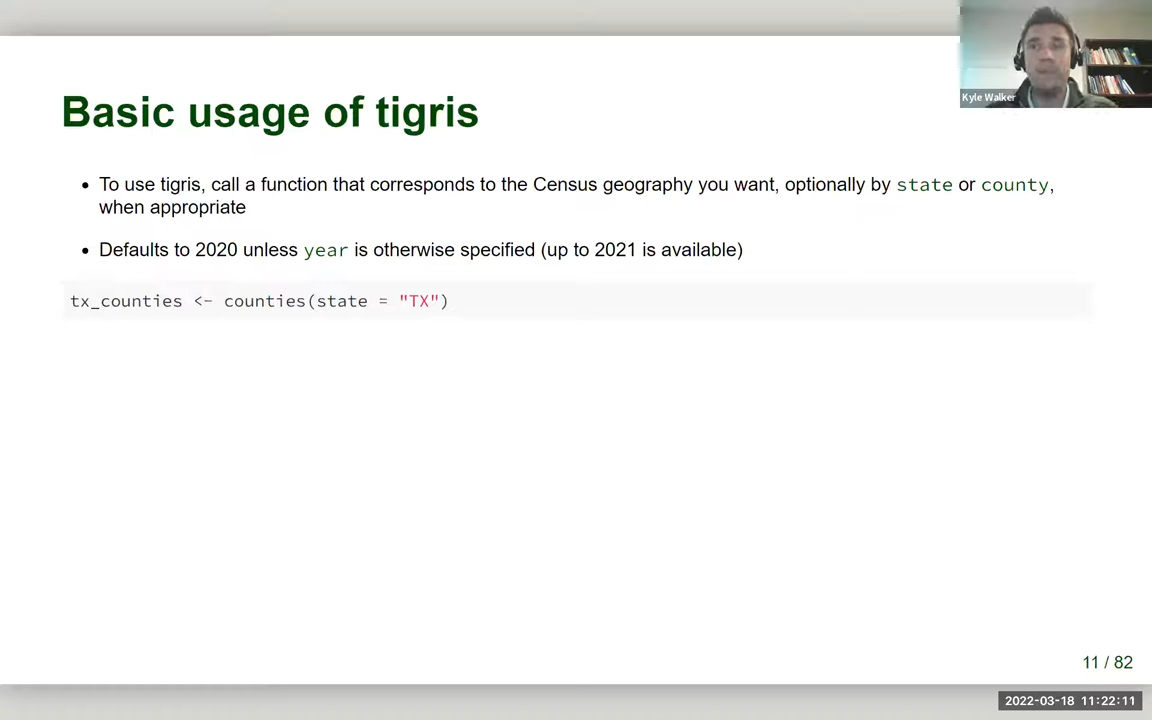 Kyle Walker
Basic usage of tigris
• To use tigris, call a function that corresponds to the Census geography you want, optionally by state or county,
when appropriate
• Defaults to 2020 unless year is otherwise specified (up to 2021 is available)
tx_counties <- counties(state = "TX")
11 / 82
2022-03-18 11:22:11